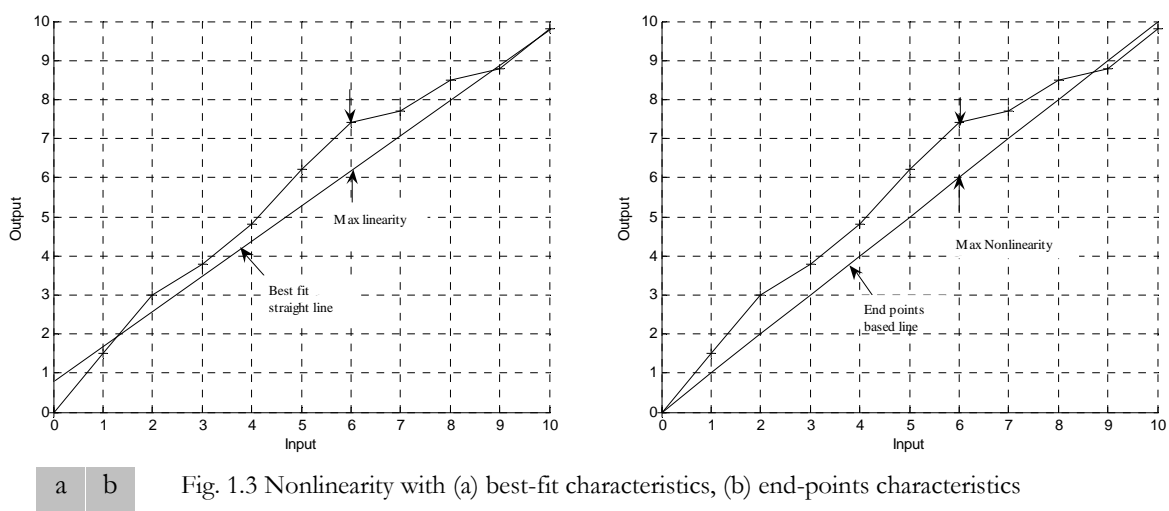 10
9
8
7
6
5
4
3
2
1
0
Output
0 1 2 3 4 5 6 7 8 9 10
Input
Max linearity
Best fit
straight line
10
9
8
7
6
5
4
3
2
1
0
Output
0 1 2 3 4 5 6 7 8 9 10
Input
Max Nonlinearity
End points
based line
a b Fig. 1.3 Nonlinearity with (a) best-fit characteristics, (b) end-points characteristics